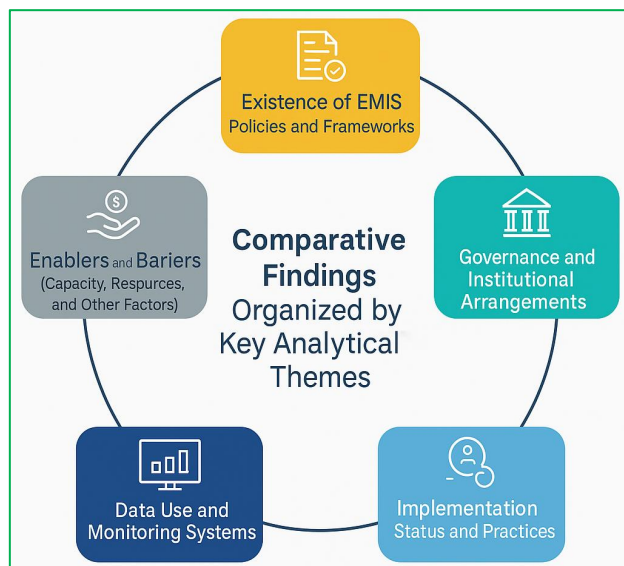 Existence of EMIS
Policies and Frameworks
Governance and
Institutional
Arrangements
Implementation
Status and Practices
Data Use and
Monitoring Systems
Enablers and Bariers
(Capacity, Respurces,
and Other Factors)
$
Comparative
Findings
Organized by
Key Analytical
Themes